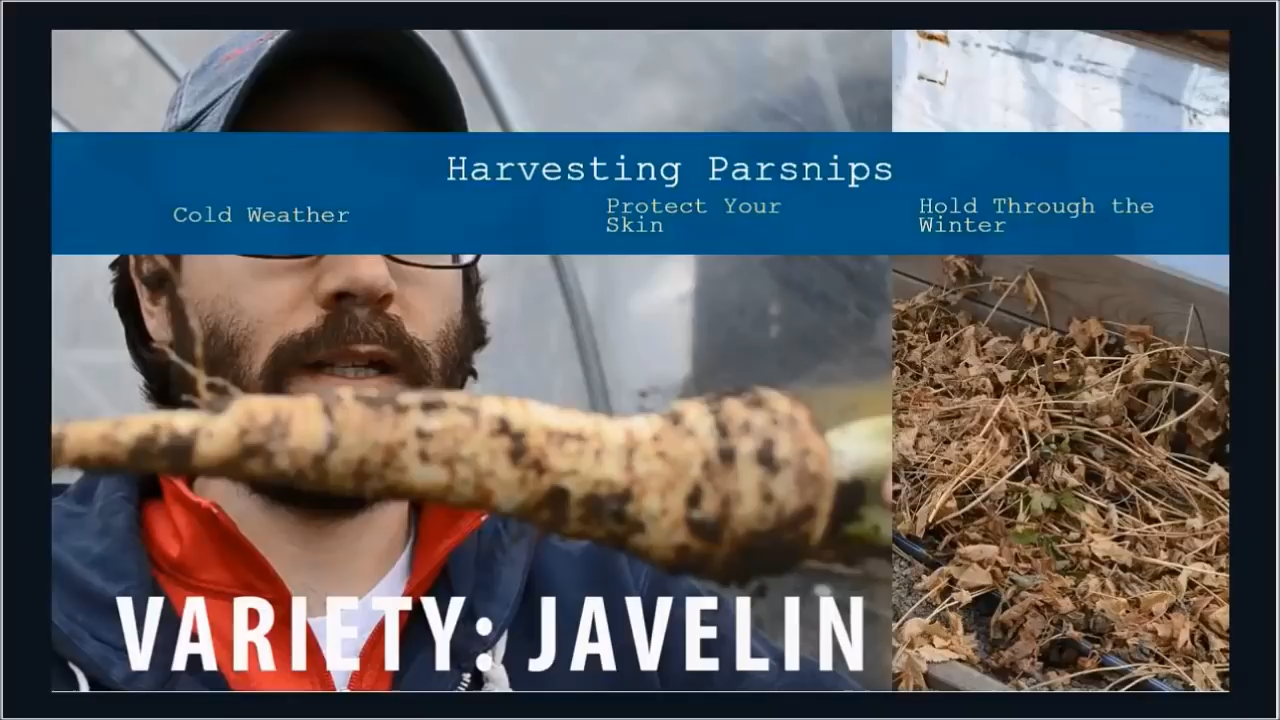 Harvesting Parsnips
Cold Weather
Protect Your
Skin
Hold Through the
Winter
VARIETY: JAVELIN